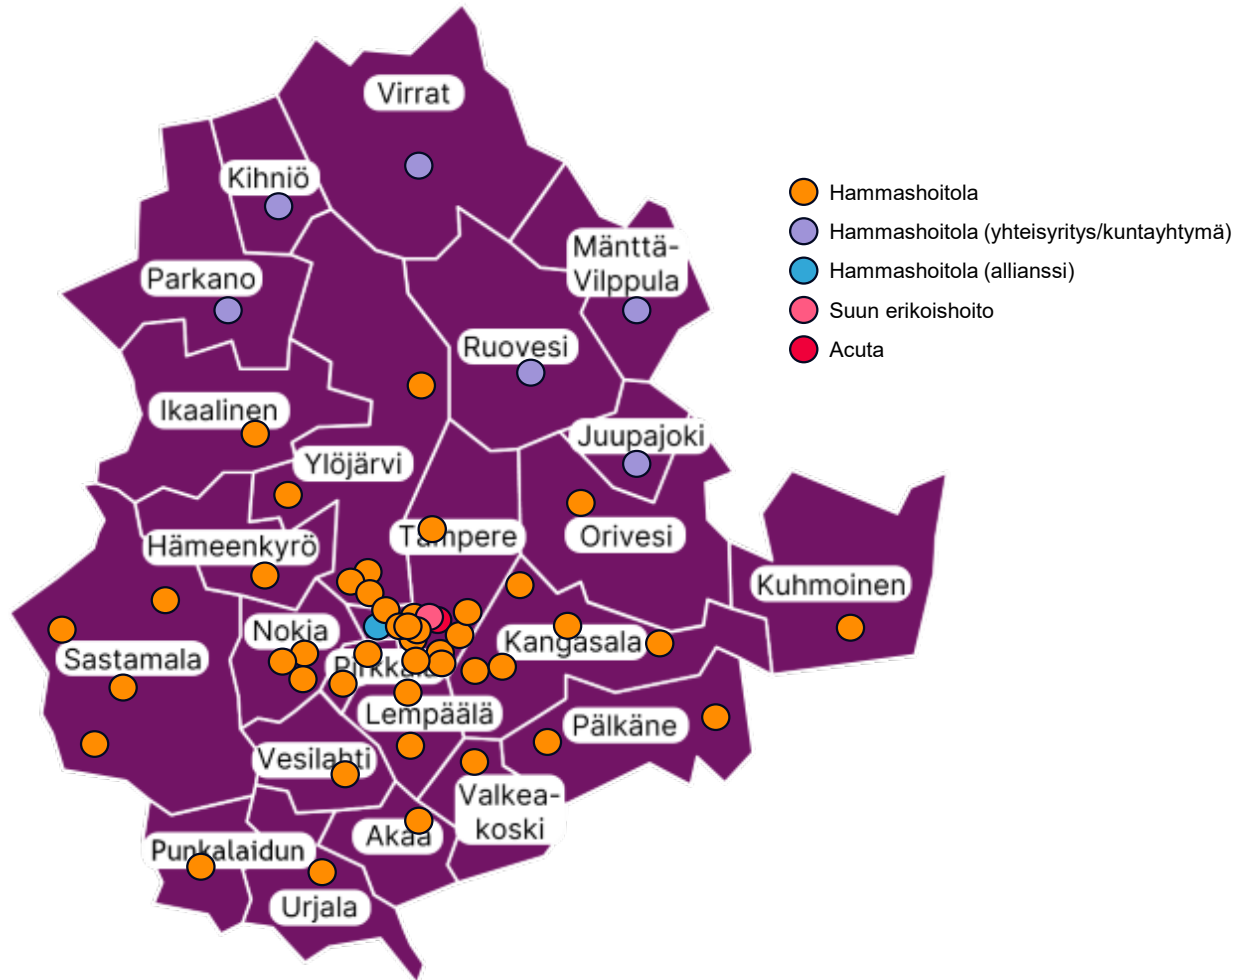 Virrat
Kihniö
Mänttä-
Vilppula
Parkano
Ruovesi
Ikaalinen
Juupajoki
Ylöjärvi
Tampere
Orivesi
Hämeenkyrö
Kuhmoinen
Nokia
Kangasala
Sastamala
Pirkkala
Lempäälä
Pälkäne
Vesilahti
Valkea-
koski
Akaa
Punkalaidun
Urjala
Hammashoitola
Hammashoitola (yhteisyritys/kuntayhtymä)
Hammashoitola (allianssi)
Suun erikoishoito
Acuta